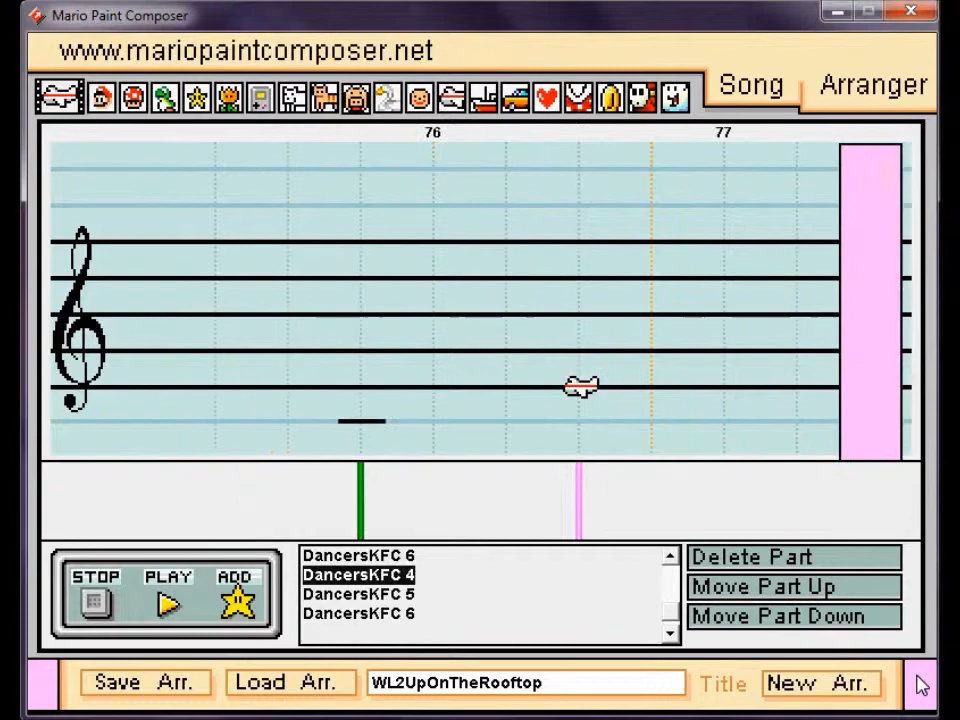 Mario Paint Composer
www.mariopaintcomposer.net
Song Arranger
76 77
DancersKFC 6
DancersKFC 4
DancersKFC 5
DancersKFC 6
STOP PLAY ADD
Delete Part
Move Part Up
Move Part Down
Save Arr. Load Arr. WL2UpOnTheRooftop Title New Arr.